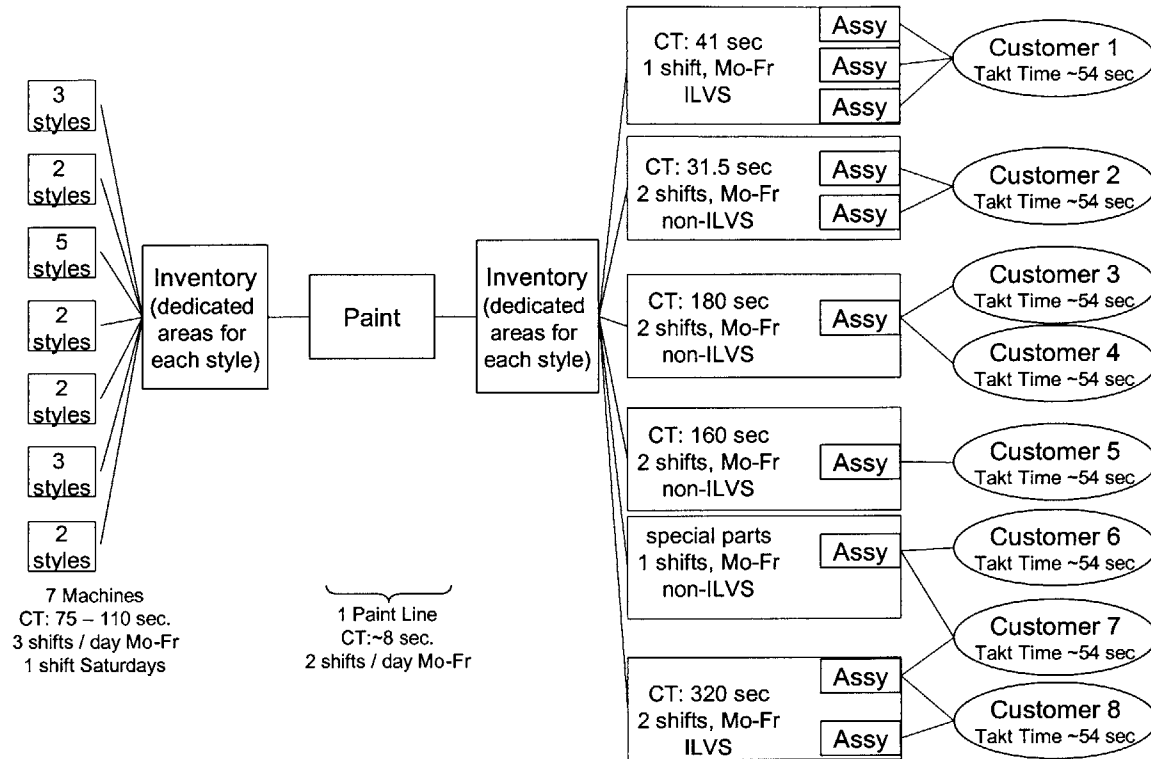 3
styles
2
styles
5
styles
2
styles
2
styles
3
styles
2
styles
7 Machines
CT: 75 – 110 sec.
3 shifts / day Mo-Fr
1 shift Saturdays
Inventory
(dedicated
areas for
each style)
Paint
1 Paint Line
CT:~8 sec.
2 shifts / day Mo-Fr
Inventory
(dedicated
areas for
each style)
CT: 41 sec
1 shift, Mo-Fr
ILVS
Assy
Assy
Assy
Customer 1
Takt Time ~54 sec
CT: 31.5 sec
2 shifts, Mo-Fr
non-ILVS
Assy
Assy
Customer 2
Takt Time ~54 sec
CT: 180 sec
2 shifts, Mo-Fr
non-ILVS
Assy
Customer 3
Takt Time ~54 sec
Customer 4
Takt Time ~54 sec
CT: 160 sec
2 shifts, Mo-Fr
non-ILVS
Assy
Customer 5
Takt Time ~54 sec
special parts
1 shifts, Mo-Fr
non-ILVS
Assy
Customer 6
Takt Time ~54 sec
Customer 7
Takt Time ~54 sec
CT: 320 sec
2 shifts, Mo-Fr
ILVS
Assy
Assy
Customer 8
Takt Time ~54 sec